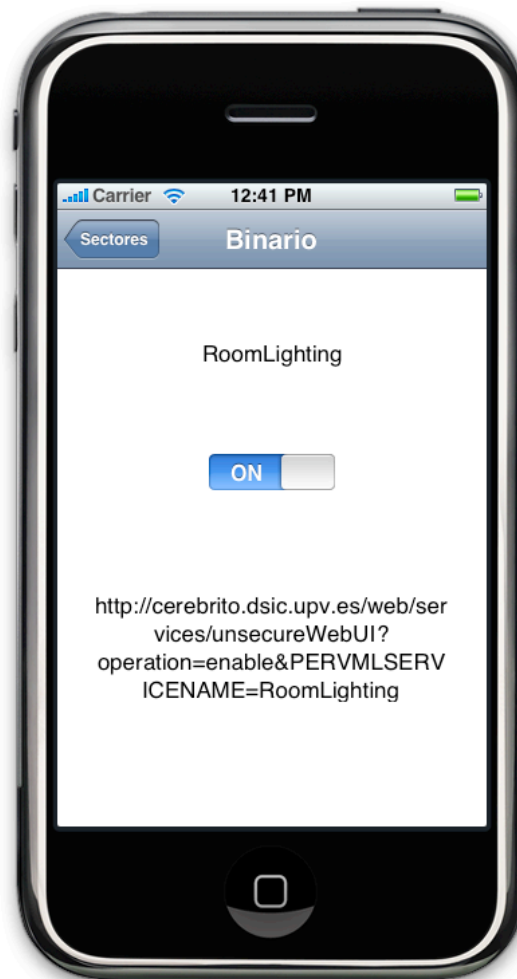 Carrier 12:41 PM
Sectores Binario
RoomLighting
ON
http://cerebrito.dsic.upv.es/web/ser
vices/unsecureWebUI?
operation=enable&PERVMLSERV
ICENAME=RoomLighting